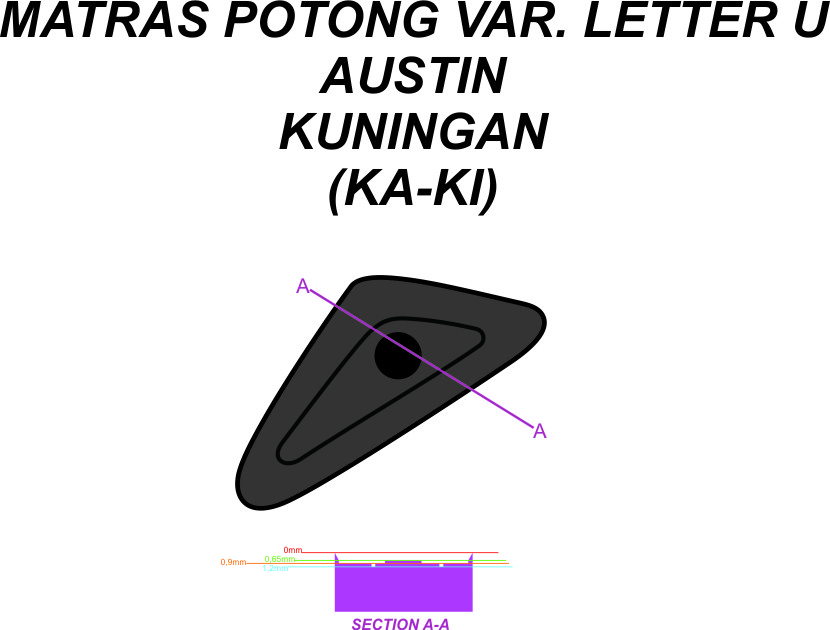 MATRAS POTONG VAR. LETTER U
AUSTIN
KUNINGAN
(KA-KI)
A
A
0mm
0,65mm
0,9mm
1,2mm
SECTION A-A